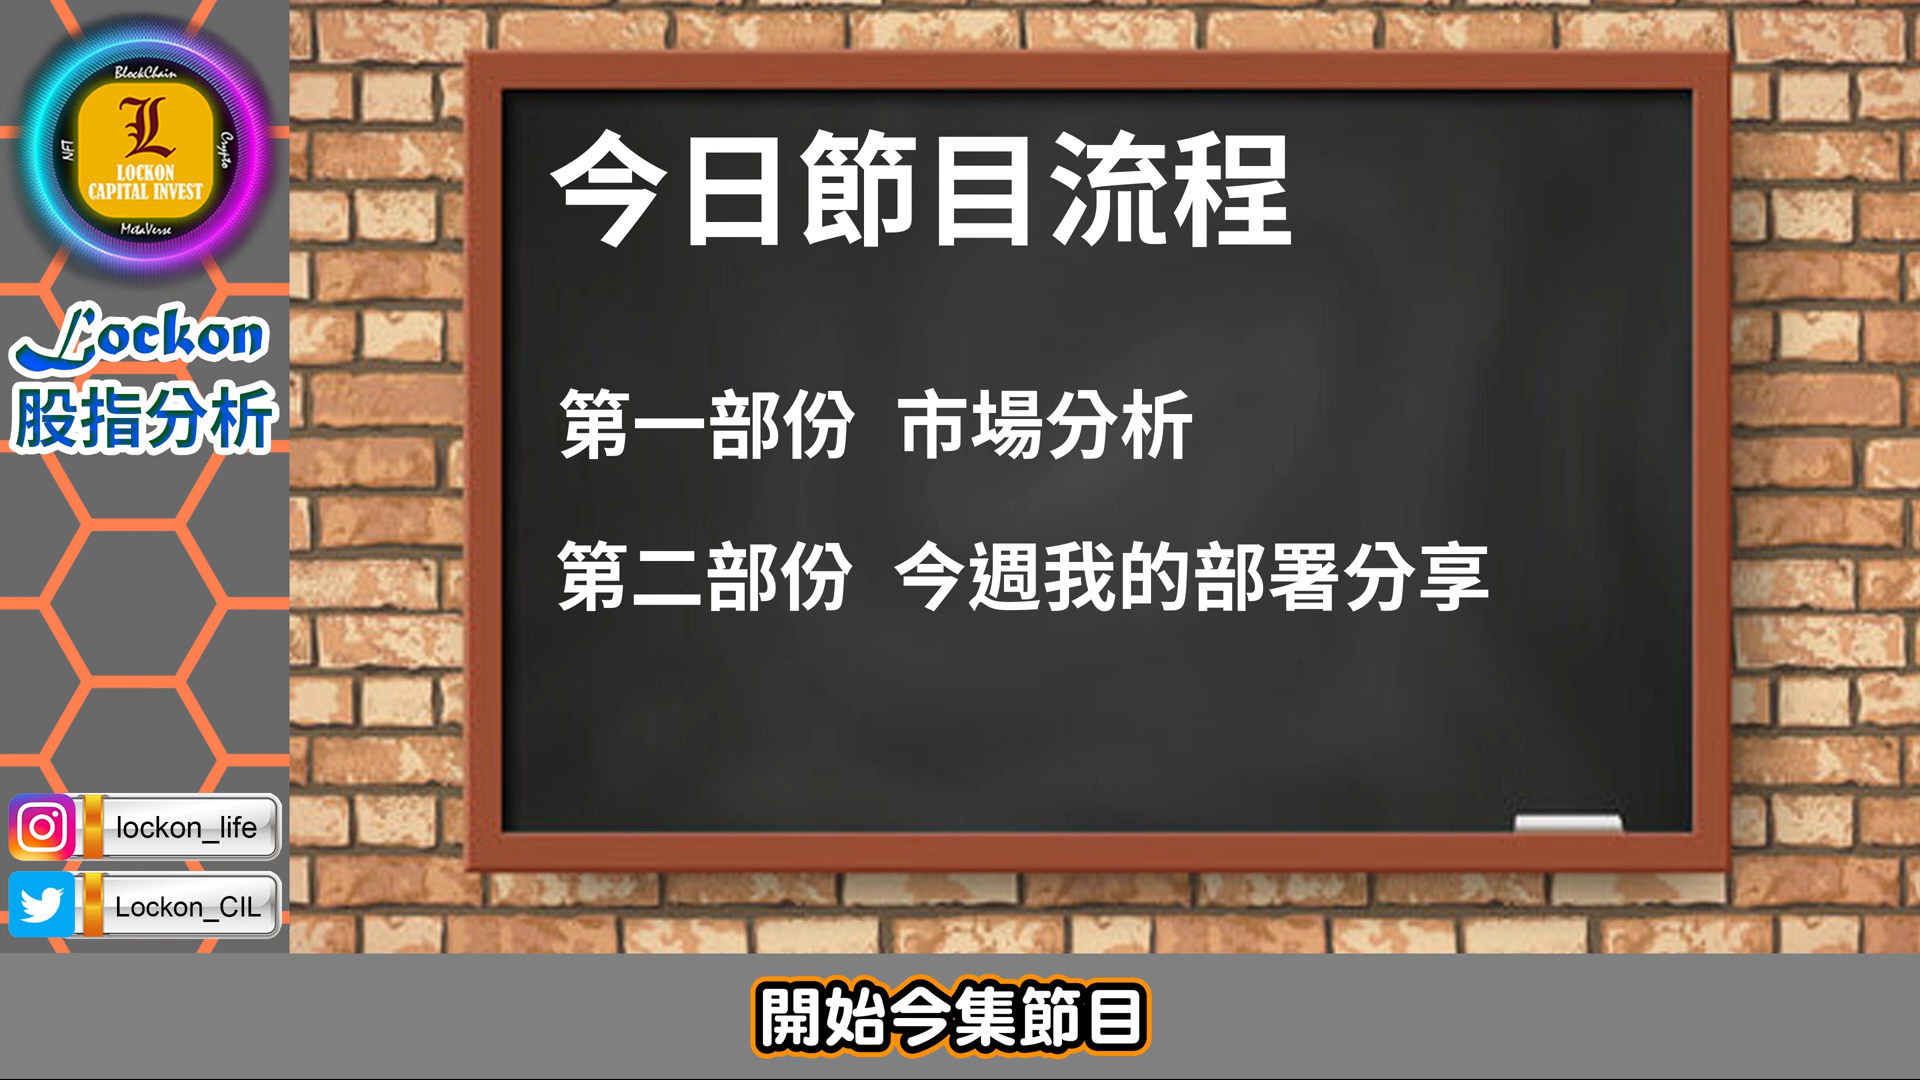 BlockChain
NFT
Crypto
L
LOCKON
CAPITAL INVEST
MetaVerse
Lockon
股指分析
今日節目流程
第一部份 市場分析
第二部份 今週我的部署分享
lockon_life
Lockon_CIL
開始今集節目